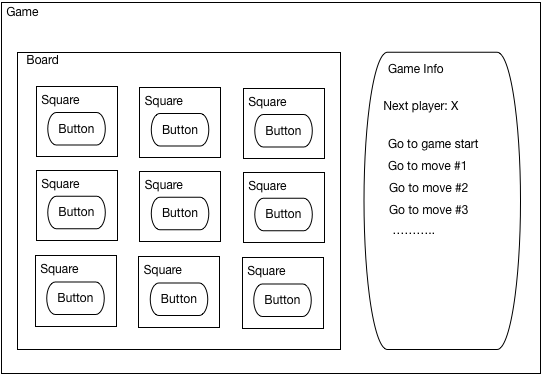 Game
Board
Game Info
Square
Square
Square
Button
Button
Button
Next player: X
Go to game start
Go to move #1
Go to move #2
Go to move #3
...........
Square
Square
Square
Button
Button
Button
Square
Square
Square
Button
Button
Button